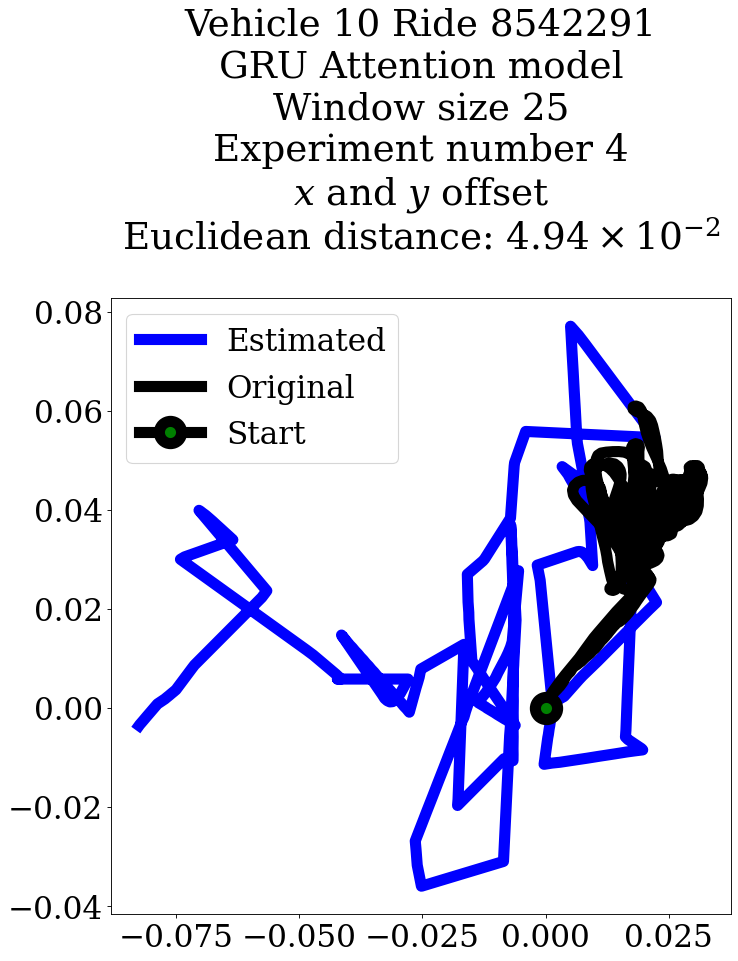 Vehicle 10 Ride 8542291
GRU Attention model
Window size 25
Experiment number 4
x and y offset
Euclidean distance: 4.94 × 10⁻²
0.08
0.06
0.04
0.02
0.00
−0.02
−0.04
Estimated
Original
Start
−0.075 −0.050 −0.025 0.000 0.025